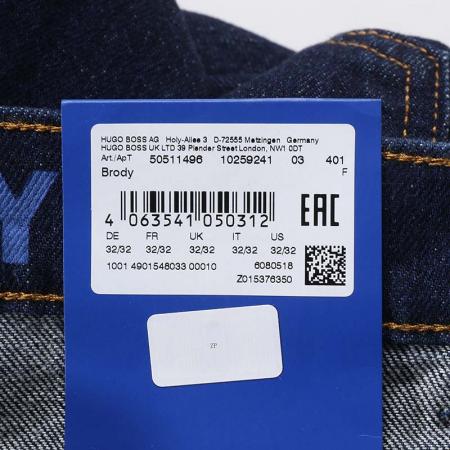 HUGO BOSS AG Holy-Allee 3 D-72555 Metzingen Germany
HUGO BOSS UK LTD 39 Plender Street London, NW1 0DT
Art./ApT 50511496 10259241 03 401
Brody F
4 063541 050312 EAC
DE FR UK IT US
32/32 32/32 32/32 32/32 32/32
1001 4901546033 00010 6080518
Z015376350
ZP
Y